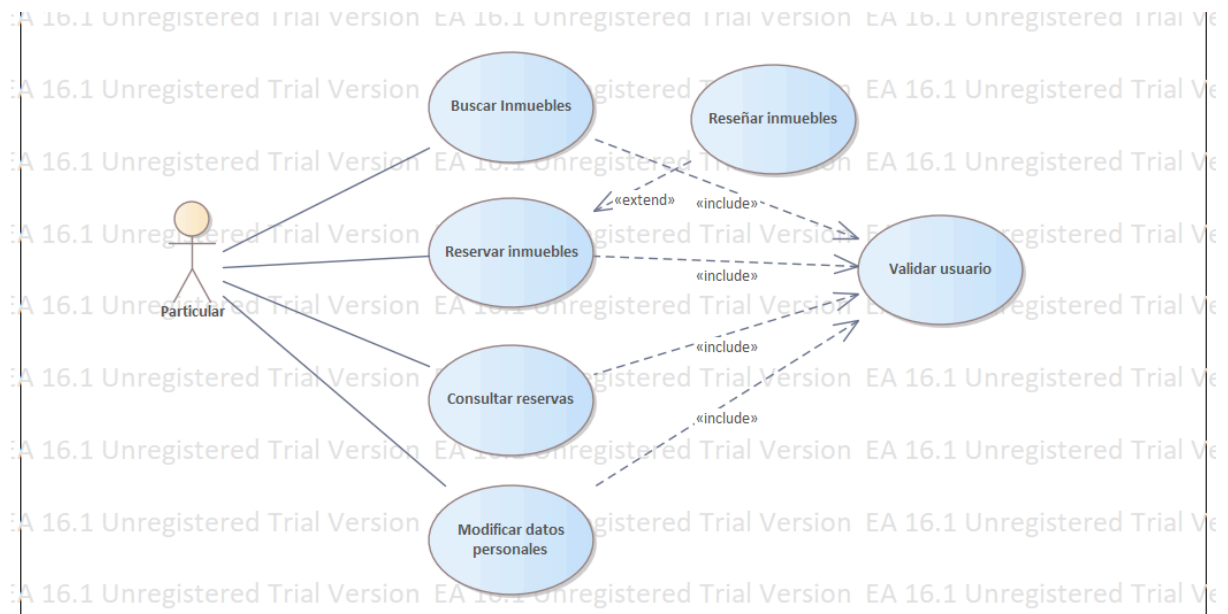 EA 16.1 Unregistered Trial Version EA 16.1 Unregistered Trial Version EA 16.1 Unregistered Trial Ve
Buscar Inmuebles
Reseñar inmuebles
«extend»
«include»
Reservar inmuebles
Validar usuario
«include»
Particular
«include»
Consultar reservas
«include»
Modificar datos
personales